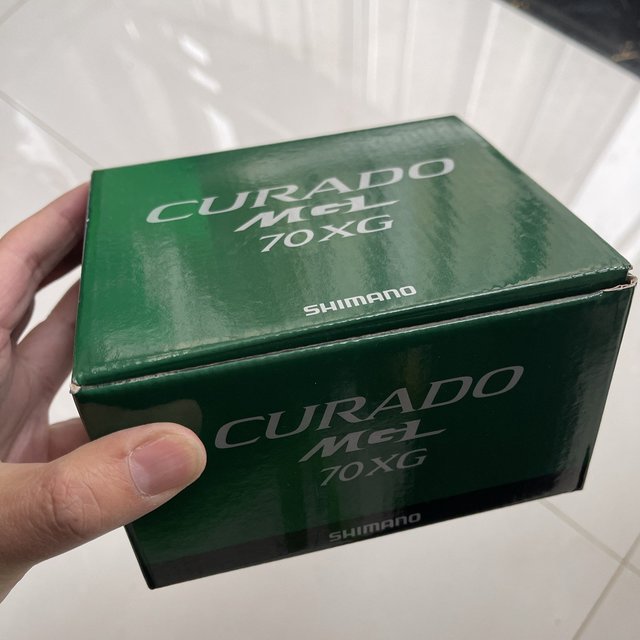 CURADO
MGL
70XG
SHIMANO
CURADO
MGL
70XG
SHIMANO